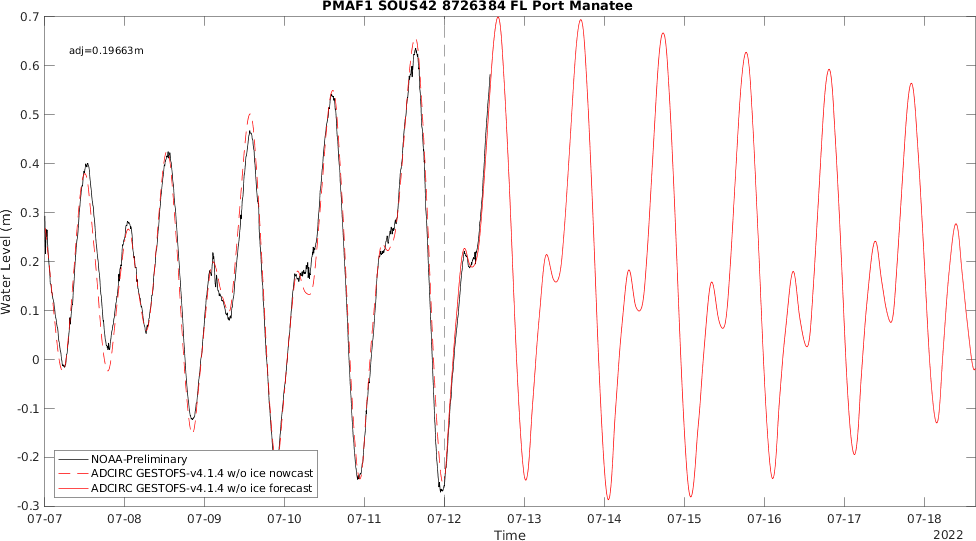 PMAF1 SOUS42 8726384 FL Port Manatee
adj=0.19663m
Water Level (m)
0.7
0.6
0.5
0.4
0.3
0.2
0.1
0
-0.1
-0.2
-0.3
NOAA-Preliminary
ADCIRC GESTOFS-v4.1.4 w/o ice nowcast
ADCIRC GESTOFS-v4.1.4 w/o ice forecast
07-07 07-08 07-09 07-10 07-11 07-12 07-13 07-14 07-15 07-16 07-17 07-18
Time
2022